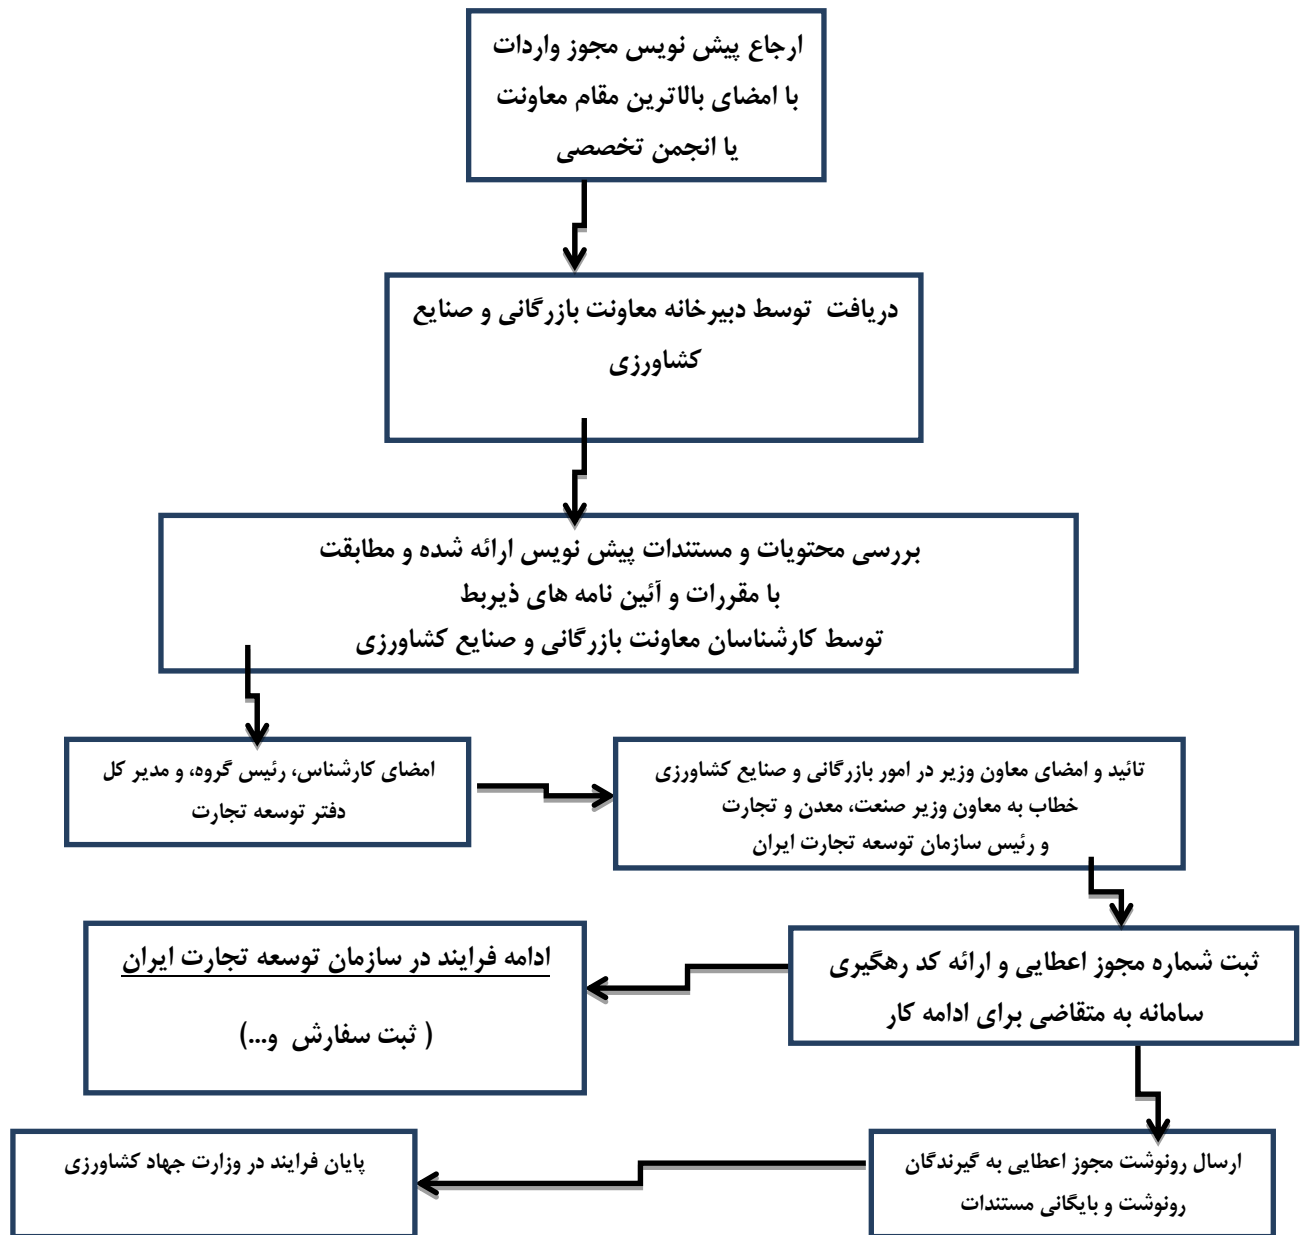 ارجاع پیش نویس مجوز واردات
با امضای بالاترین مقام معاونت
یا انجمن تخصصی
دریافت توسط دبیرخانه معاونت بازرگانی و صنایع
کشاورزی
بررسی محتویات و مستندات پیش نویس ارائه شده و مطابقت
با مقررات و آئین نامه های ذیربط
توسط کارشناسان معاونت بازرگانی و صنایع کشاورزی
امضای کارشناس، رئیس گروه، و مدیر کل
دفتر توسعه تجارت
تائید و امضای معاون وزیر در امور بازرگانی و صنایع کشاورزی
خطاب به معاون وزیر صنعت، معدن و تجارت
و رئیس سازمان توسعه تجارت ایران
ثبت شماره مجوز اعطایی و ارائه کد رهگیری
سامانه به متقاضی برای ادامه کار
ادامه فرایند در سازمان توسعه تجارت ایران
( ثبت سفارش و...)
ارسال رونوشت مجوز اعطایی به گیرندگان
رونوشت و بایگانی مستندات
پایان فرایند در وزارت جهاد کشاورزی